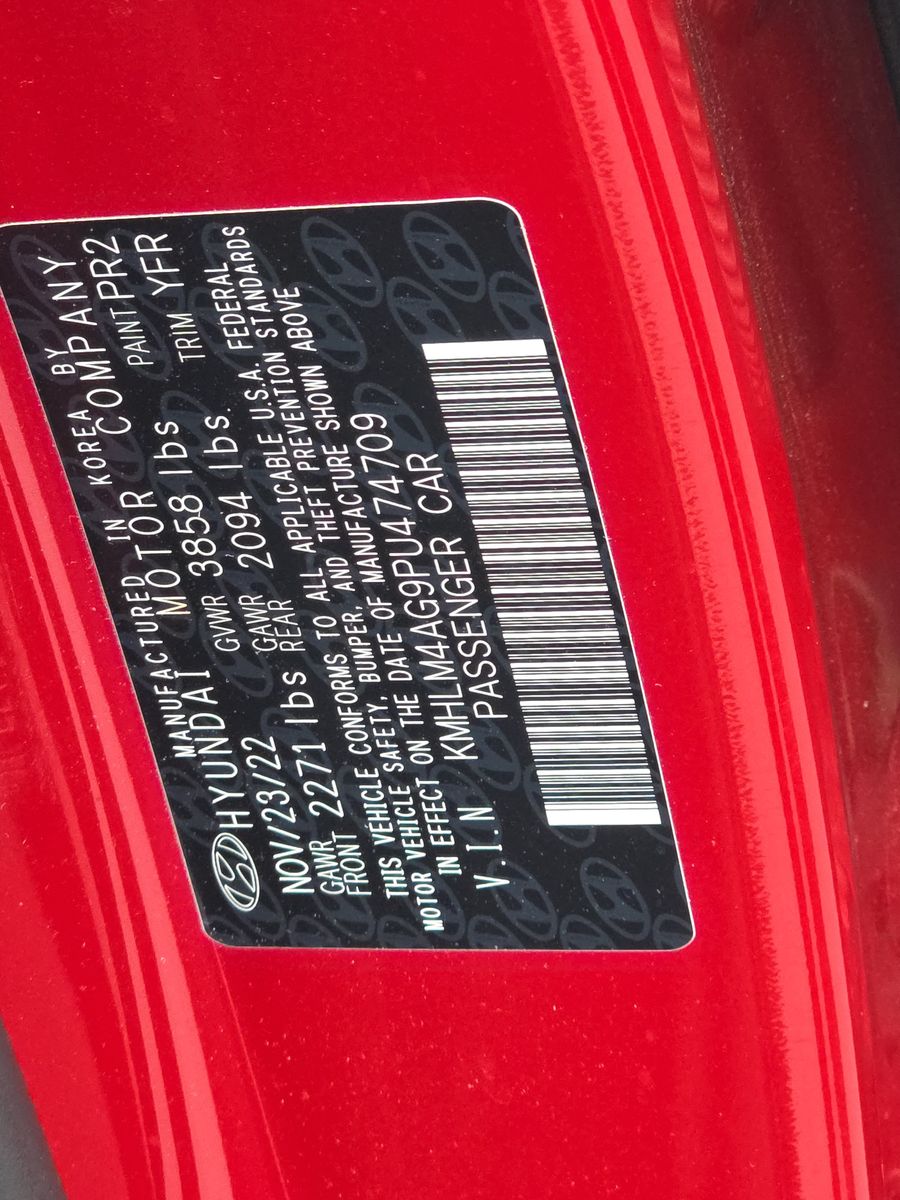 MANUFACTURED IN KOREA BY
HYUNDAI MOTOR COMPANY
NOV/23/22 GVWR 3858 lbs PAINT PR2
GAWR FRONT 2271 lbs GAWR REAR 2094 lbs TRIM YFR
THIS VEHICLE CONFORMS TO ALL APPLICABLE U.S.A. FEDERAL
MOTOR VEHICLE SAFETY, BUMPER, AND THEFT PREVENTION STANDARDS
IN EFFECT ON THE DATE OF MANUFACTURE SHOWN ABOVE
V.I.N KMHLM4AG9PU474709
PASSENGER CAR